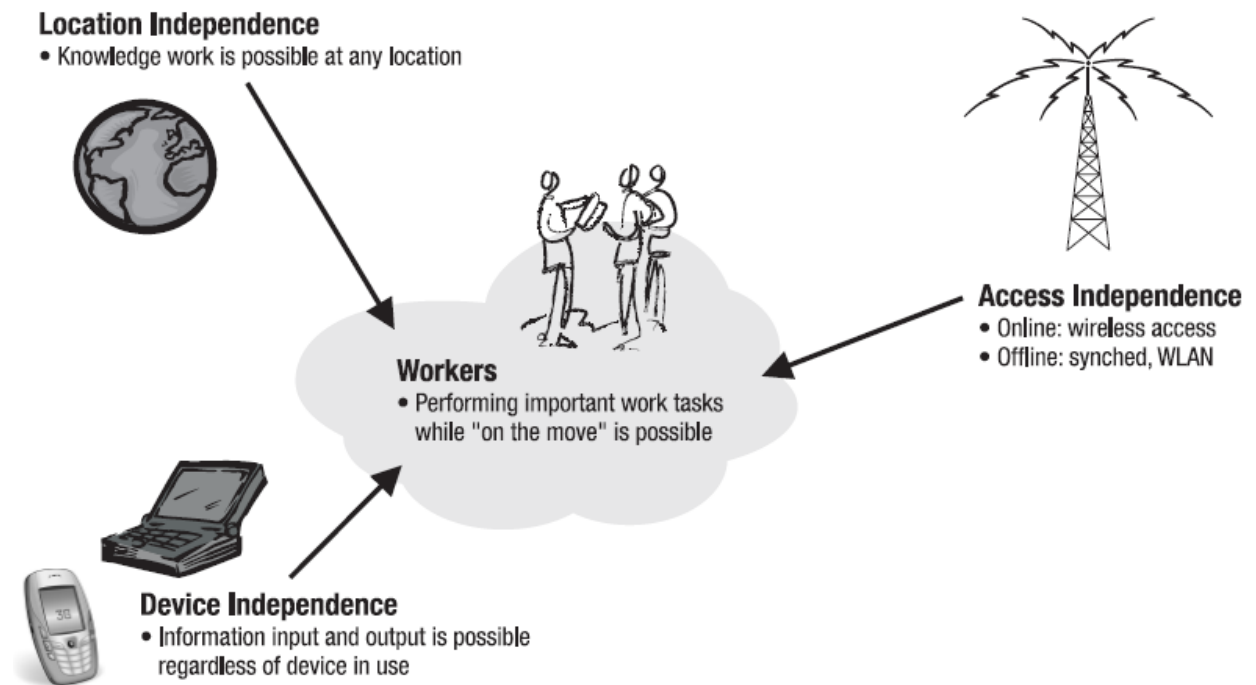 Location Independence
• Knowledge work is possible at any location
Access Independence
• Online: wireless access
• Offline: synched, WLAN
Workers
• Performing important work tasks
while "on the move" is possible
Device Independence
• Information input and output is possible
regardless of device in use